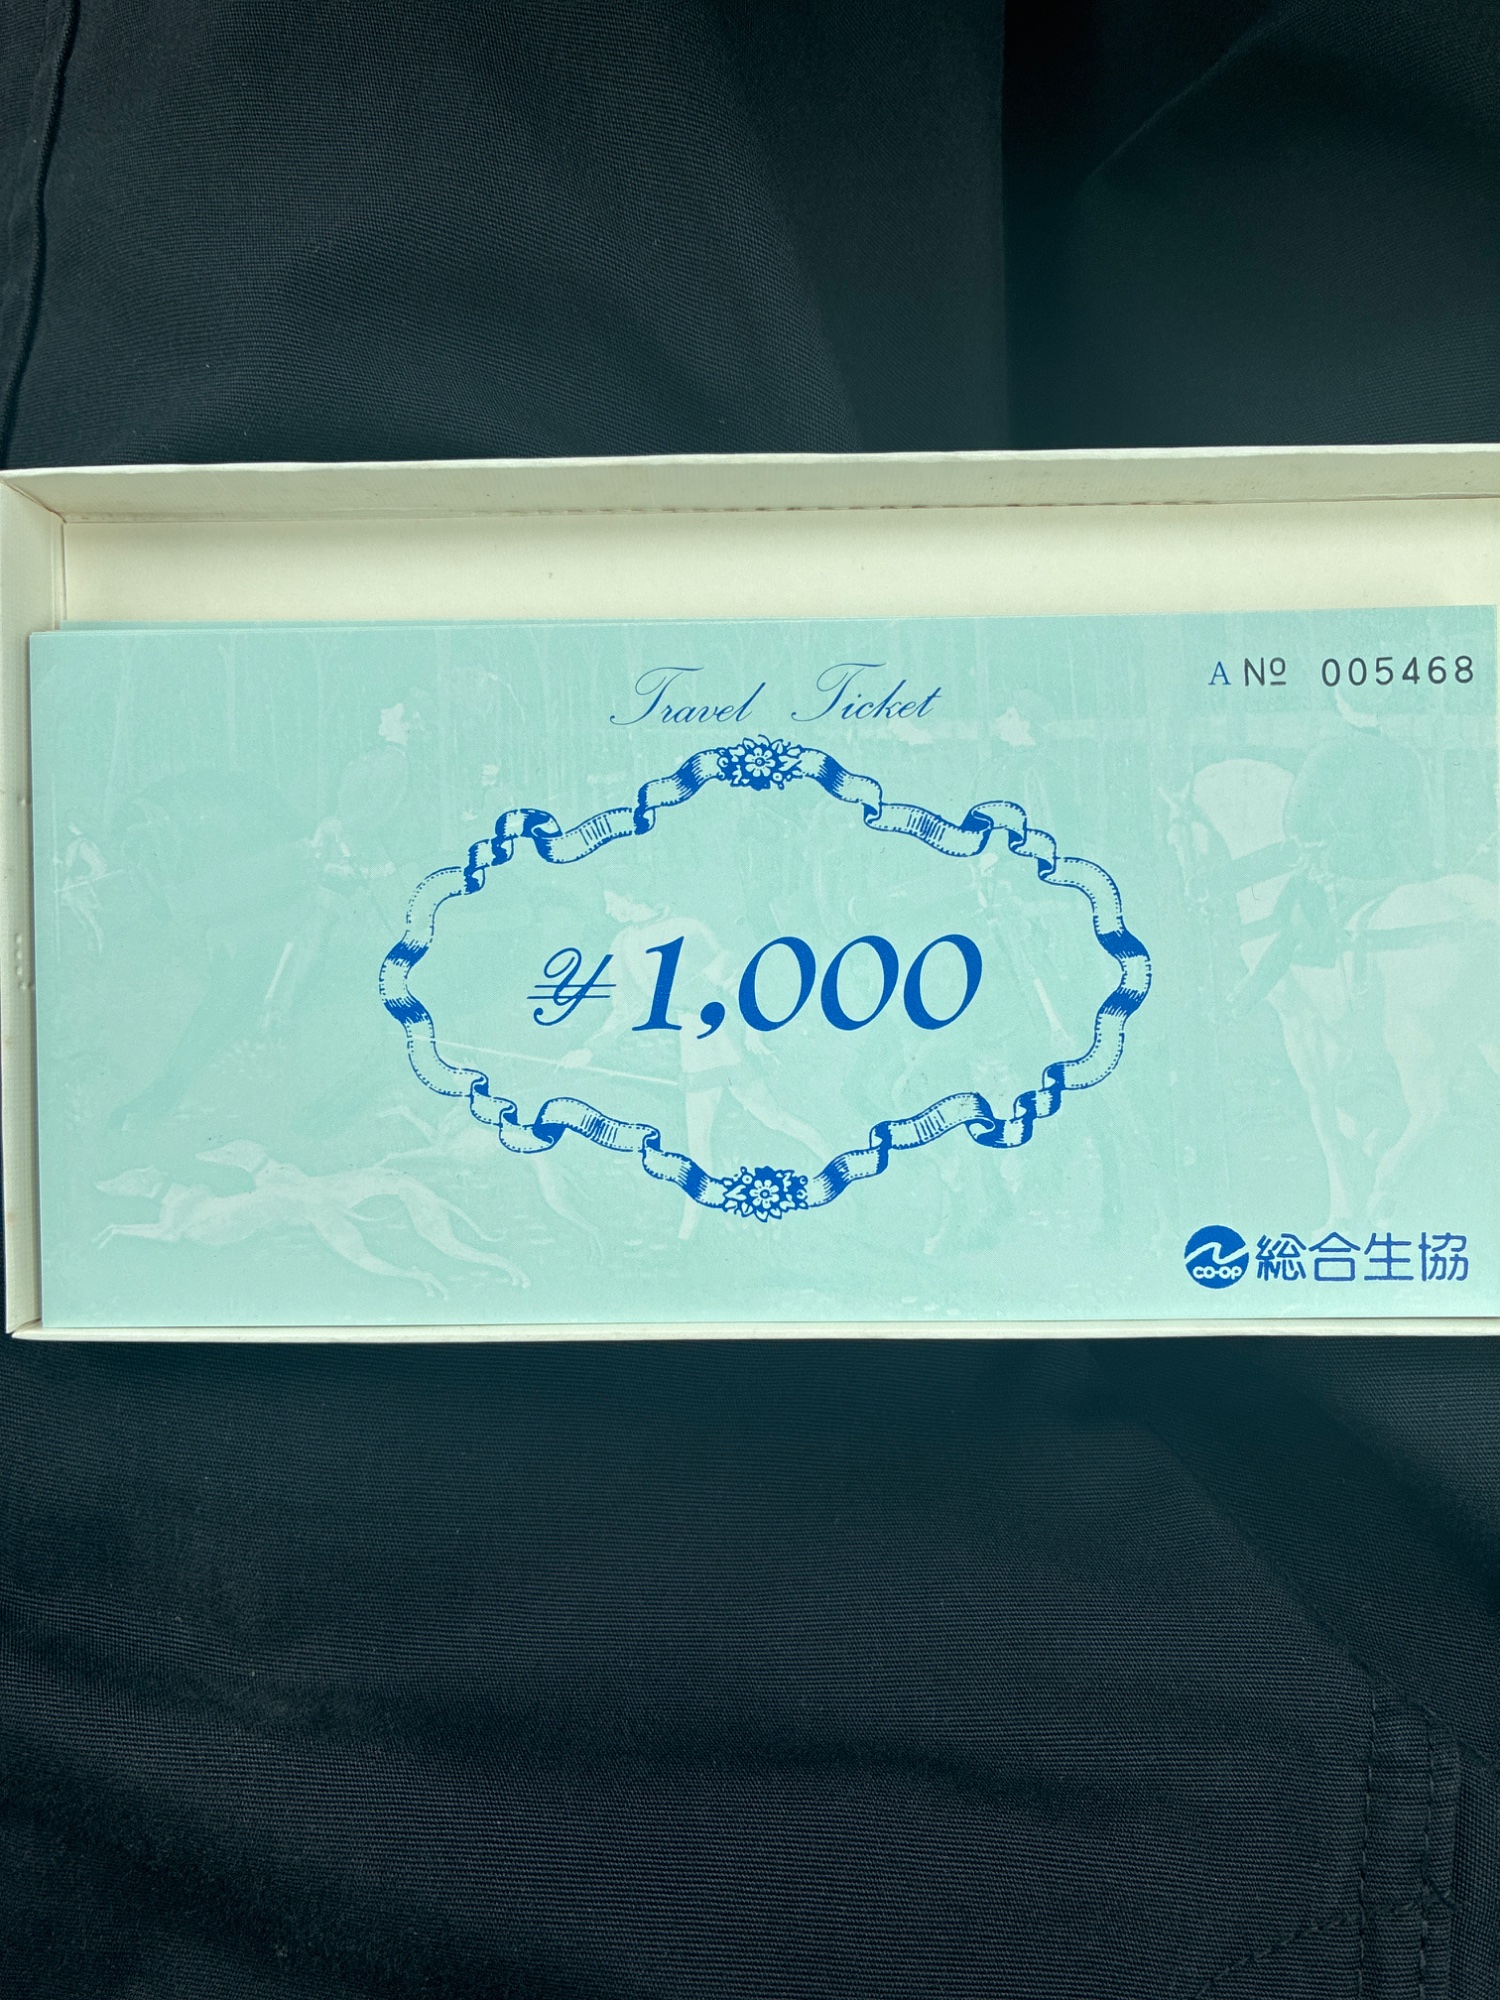 Travel Ticket
A № 005468
¥1,000
CO-OP 総合生協